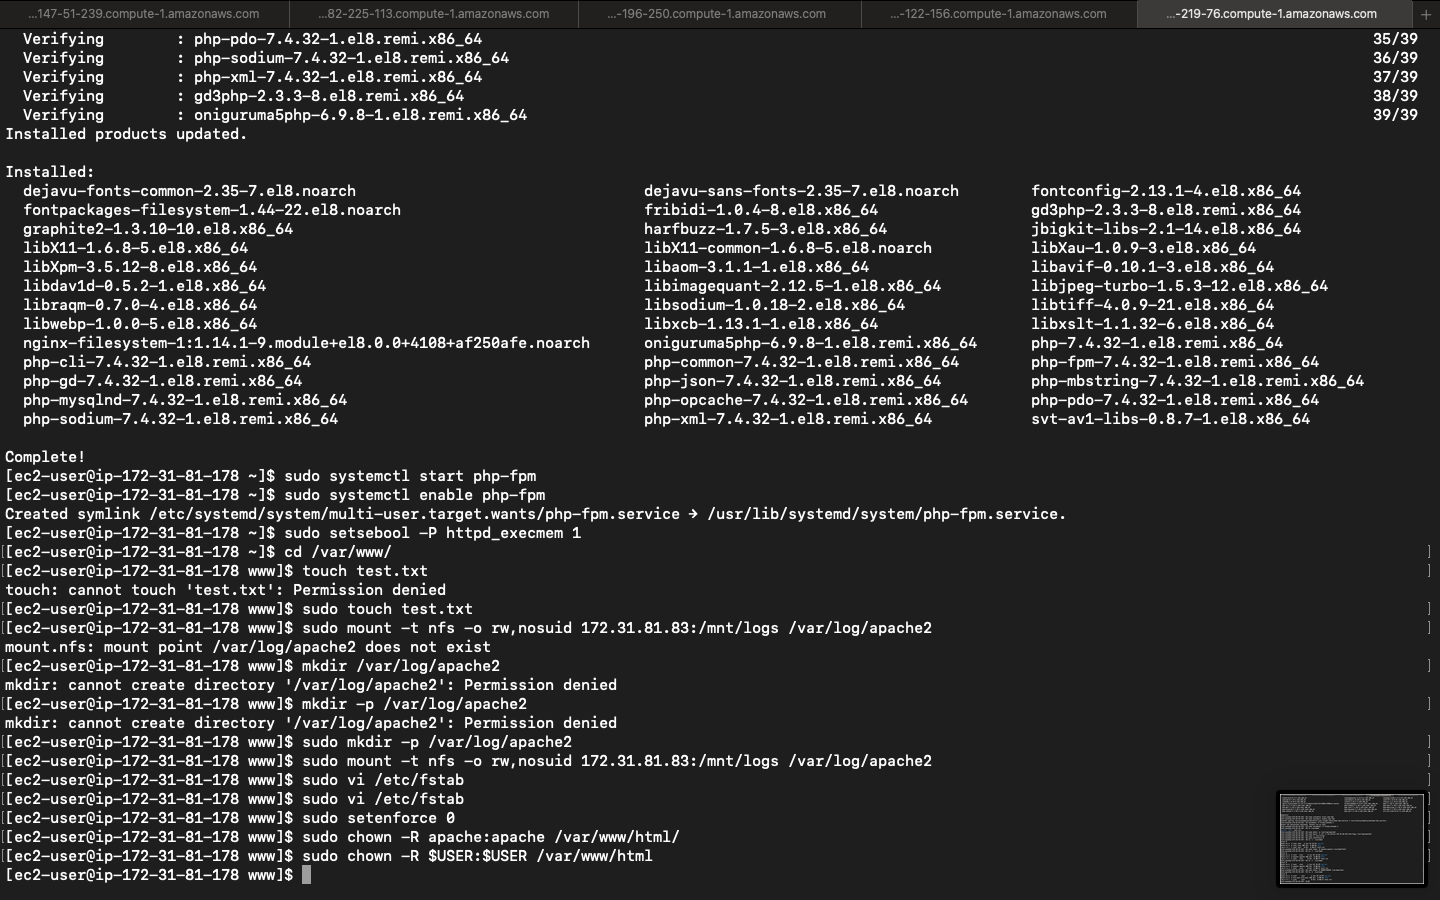 ...147-51-239.compute-1.amazonaws.com ...82-225-113.compute-1.amazonaws.com ...-196-250.compute-1.amazonaws.com ...-122-156.compute-1.amazonaws.com ...-219-76.compute-1.amazonaws.com +
Verifying : php-pdo-7.4.32-1.el8.remi.x86_64 35/39
Verifying : php-sodium-7.4.32-1.el8.remi.x86_64 36/39
Verifying : php-xml-7.4.32-1.el8.remi.x86_64 37/39
Verifying : gd3php-2.3.3-8.el8.remi.x86_64 38/39
Verifying : oniguruma5php-6.9.8-1.el8.remi.x86_64 39/39
Installed products updated.
Installed:
dejavu-fonts-common-2.35-7.el8.noarch dejavu-sans-fonts-2.35-7.el8.noarch fontconfig-2.13.1-4.el8.x86_64
fontpackages-filesystem-1.44-22.el8.noarch fribidi-1.0.4-8.el8.x86_64 gd3php-2.3.3-8.el8.remi.x86_64
graphite2-1.3.10-10.el8.x86_64 harfbuzz-1.7.5-3.el8.x86_64 jbigkit-libs-2.1-14.el8.x86_64
libX11-1.6.8-5.el8.x86_64 libX11-common-1.6.8-5.el8.noarch libXau-1.0.9-3.el8.x86_64
libXpm-3.5.12-8.el8.x86_64 libaom-3.1.1-1.el8.x86_64 libavif-0.10.1-3.el8.remi.x86_64
libdav1d-0.5.2-1.el8.x86_64 libimagequant-2.12.5-1.el8.x86_64 libjpeg-turbo-1.5.3-12.el8.x86_64
libraqm-0.7.0-4.el8.x86_64 libsodium-1.0.18-2.el8.x86_64 libtiff-4.0.9-21.el8.x86_64
libwebp-1.0.0-5.el8.x86_64 libxcb-1.13.1-1.el8.x86_64 libxslt-1.1.32-6.el8.x86_64
nginx-filesystem-1:1.14.1-9.module+el8.0.0+4108+af250afe.noarch oniguruma5php-6.9.8-1.el8.remi.x86_64 php-7.4.32-1.el8.remi.x86_64
php-cli-7.4.32-1.el8.remi.x86_64 php-common-7.4.32-1.el8.remi.x86_64 php-fpm-7.4.32-1.el8.remi.x86_64
php-gd-7.4.32-1.el8.remi.x86_64 php-json-7.4.32-1.el8.remi.x86_64 php-mbstring-7.4.32-1.el8.remi.x86_64
php-mysqlnd-7.4.32-1.el8.remi.x86_64 php-opcache-7.4.32-1.el8.remi.x86_64 php-pdo-7.4.32-1.el8.remi.x86_64
php-sodium-7.4.32-1.el8.remi.x86_64 php-xml-7.4.32-1.el8.remi.x86_64 svt-av1-libs-0.8.7-1.el8.x86_64
Complete!
[ec2-user@ip-172-31-81-178 ~]$ sudo systemctl start php-fpm
[ec2-user@ip-172-31-81-178 ~]$ sudo systemctl enable php-fpm
Created symlink /etc/systemd/system/multi-user.target.wants/php-fpm.service → /usr/lib/systemd/system/php-fpm.service.
[ec2-user@ip-172-31-81-178 ~]$ sudo setsebool -P httpd_execmem 1
[[ec2-user@ip-172-31-81-178 ~]$ cd /var/www/ ]
[[ec2-user@ip-172-31-81-178 www]$ touch test.txt ]
touch: cannot touch 'test.txt': Permission denied
[[ec2-user@ip-172-31-81-178 www]$ sudo touch test.txt ]
[[ec2-user@ip-172-31-81-178 www]$ sudo mount -t nfs -o rw,nosuid 172.31.81.83:/mnt/logs /var/log/apache2 ]
mount.nfs: mount point /var/log/apache2 does not exist
[[ec2-user@ip-172-31-81-178 www]$ mkdir /var/log/apache2 ]
mkdir: cannot create directory '/var/log/apache2': Permission denied
[[ec2-user@ip-172-31-81-178 www]$ mkdir -p /var/log/apache2 ]
mkdir: cannot create directory '/var/log/apache2': Permission denied
[[ec2-user@ip-172-31-81-178 www]$ sudo mkdir -p /var/log/apache2 ]
[[ec2-user@ip-172-31-81-178 www]$ sudo mount -t nfs -o rw,nosuid 172.31.81.83:/mnt/logs /var/log/apache2 ]
[[ec2-user@ip-172-31-81-178 www]$ sudo vi /etc/fstab ]
[[ec2-user@ip-172-31-81-178 www]$ sudo vi /etc/fstab ]
[[ec2-user@ip-172-31-81-178 www]$ sudo setenforce 0 ]
[[ec2-user@ip-172-31-81-178 www]$ sudo chown -R apache:apache /var/www/html/ ]
[[ec2-user@ip-172-31-81-178 www]$ sudo chown -R $USER:$USER /var/www/html ]
[ec2-user@ip-172-31-81-178 www]$